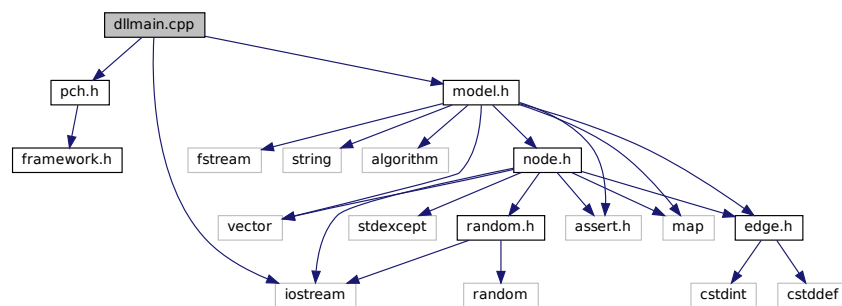 dllmain.cpp
pch.h
model.h
framework.h
fstream
string
algorithm
node.h
vector
stdexcept
random.h
assert.h
map
edge.h
iostream
random
cstdint
cstddef